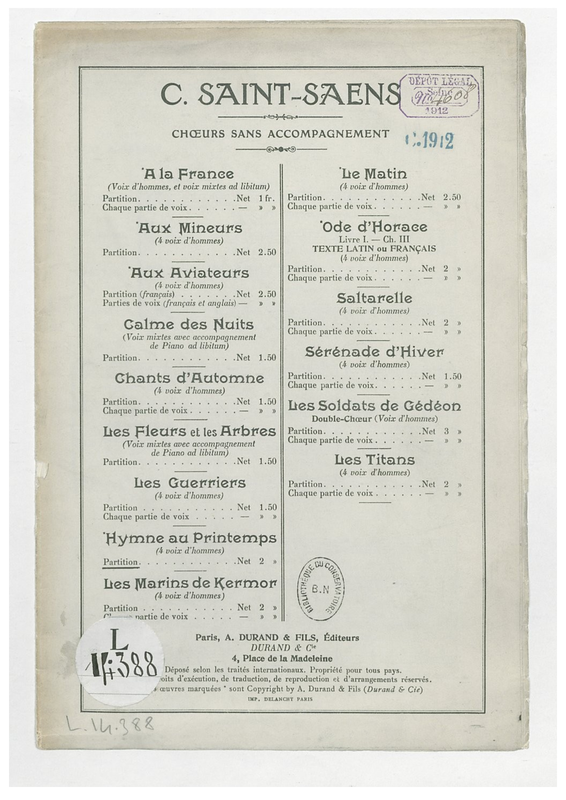 C. SAINT-SAENS
DÉPÔT LÉGAL
Seine
1912
CHŒURS SANS ACCOMPAGNEMENT
C.1912
*A la France
(Voix d'hommes, et voix mixtes ad libitum)
Partition. . . . . . . . . . . . Net 1 fr.
Chaque partie de voix. . . . . . — » »
*Aux Mineurs
(4 voix d'hommes)
Partition. . . . . . . . . . . . Net 2.50
*Aux Aviateurs
(4 voix d'hommes)
Partition (français) . . . . . . . Net 2.50
Parties de voix (français et anglais) — » »
Calme des Nuits
(Voix mixtes avec accompagnement
de Piano ad libitum)
Partition. . . . . . . . . . . . Net 1.50
Chants d'Automne
(4 voix d'hommes)
Partition. . . . . . . . . . . . Net 1.50
Chaque partie de voix. . . . . . — » »
Les Fleurs et les Arbres
(Voix mixtes avec accompagnement
de Piano ad libitum)
Partition. . . . . . . . . . . . Net 1.50
Les Guerriers
(4 voix d'hommes)
Partition . . . . . . . . . . . Net 1.50
Chaque partie de voix . . . . . — » »
*Hymne au Printemps
(4 voix d'hommes)
Partition. . . . . . . . . . . . Net 2 »
Les Marins de Kermor
(4 voix d'hommes)
Partition . . . . . . . . . . . Net 2 »
partie de voix . . . . . — » »
*Le Matin
(4 voix d'hommes)
Partition. . . . . . . . . . . . Net 2.50
Chaque partie de voix. . . . . . — » »
*Ode d'Horace
Livre I. — Ch. III
TEXTE LATIN ou FRANÇAIS
(4 voix d'hommes)
Partition. . . . . . . . . . . . Net 2 »
Chaque partie de voix. . . . . . — » »
Saltarelle
(4 voix d'hommes)
Partition. . . . . . . . . . . . Net 2 »
Chaque partie de voix. . . . . . — » »
Sérénade d'Hiver
(4 voix d'hommes)
Partition. . . . . . . . . . . . Net 1.50
Chaque partie de voix. . . . . . — » »
Les Soldats de Gédéon
Double-Chœur (Voix d'hommes)
Partition. . . . . . . . . . . . Net 3 »
Chaque partie de voix. . . . . . — » »
Les Titans
(4 voix d'hommes)
Partition. . . . . . . . . . . . Net 2 »
Chaque partie de voix. . . . . . — » »
BIBLIOTHÈQUE DU CONSERVATOIRE
B.N
Paris, A. DURAND & FILS, Éditeurs
DURAND & Cie
4, Place de la Madeleine
Déposé selon les traités internationaux. Propriété pour tous pays.
d'exécution, de traduction, de reproduction et d'arrangements réservés.
œuvres marquées * sont Copyright by A. Durand & Fils (Durand & Cie)
IMP. DELANCHY PARIS
L
14.388
L.14.388